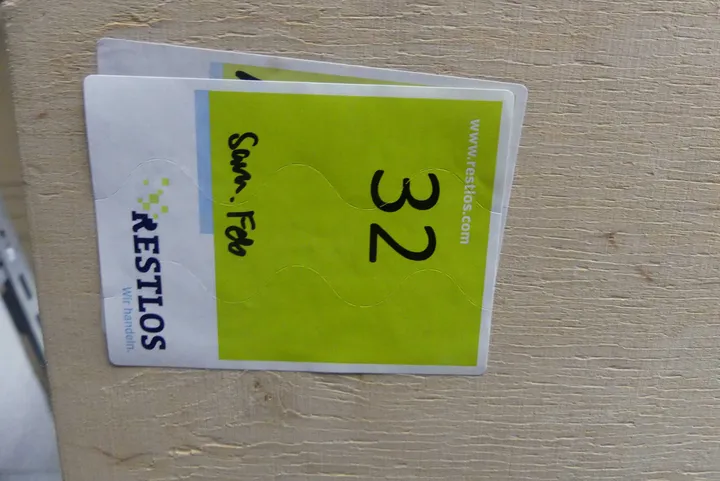 www.restlos.com
32
Sam. Feb
RESTLOS
Wir handeln.